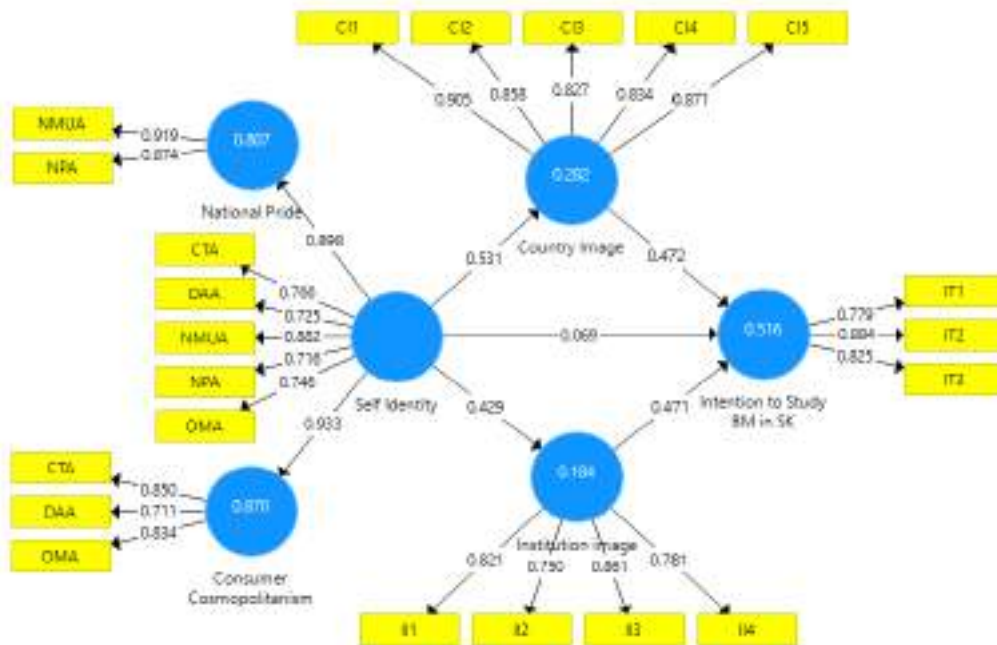 CI1 CI2 CI3 CI4 CI5
0.905 0.858 0.827 0.834 0.871
NMUA
NPA
0.919
0.874
0.807
National Pride
0.282
Country Image
0.898
0.531
0.472
CTA
DAA
NMUA
NPA
OMA
0.766
0.725
0.882
0.716
0.746
Self Identity
0.069
0.516
Intention to Study
BM in SK
0.779
0.884
0.825
IT1
IT2
IT3
0.933
0.429
0.471
CTA
DAA
OMA
0.850
0.711
0.834
0.870
Consumer
Cosmopolitanism
0.184
Institution image
0.821 0.790 0.861 0.781
II1 II2 II3 II4